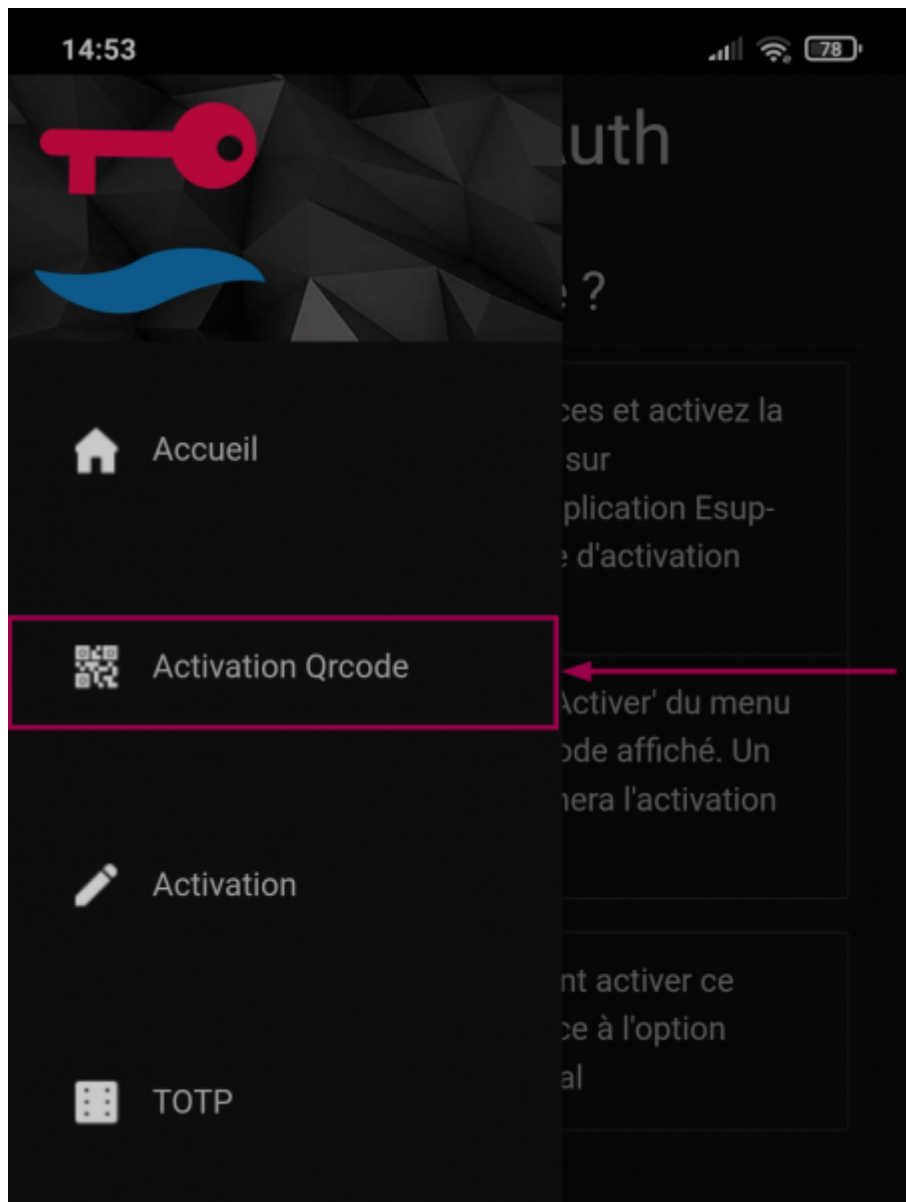 14:53
78
uth
e ?
Accueil
ces et activez la
sur
plication Esup-
e d'activation
Activation Qrcode
Activer' du menu
ode affiché. Un
nera l'activation
Activation
nt activer ce
ce à l'option
al
TOTP